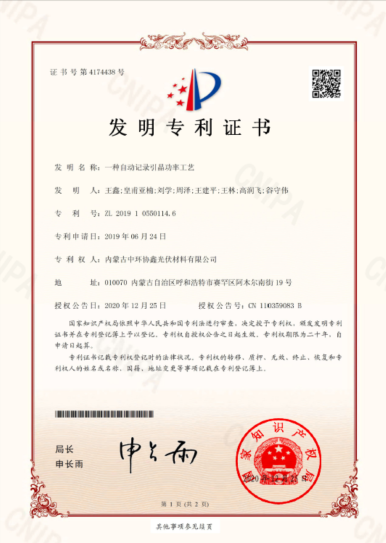 证书号第4174438号
发明专利证书
发 明 名 称：一种自动记录引晶功率工艺
发 明 人：王鑫;皇甫亚楠;刘学;周泽;王建平;王林;高润飞;谷守伟
专 利 号：ZL 2019 1 0550114.6
专利申请日：2019年06月24日
专 利 权 人：内蒙古中环协鑫光伏材料有限公司
地 址：010070 内蒙古自治区呼和浩特市赛罕区阿木尔南街19号
授权公告日：2020年12月25日 授权公告号：CN 110359083 B
国家知识产权局依照中华人民共和国专利法进行审查，决定授予专利权，颁发发明专利
证书并在专利登记簿上予以登记。专利权自授权公告之日起生效。专利权期限为二十年，自
申请日起算。
专利证书记载专利权登记时的法律状况。专利权的转移、质押、无效、终止、恢复和专
利权人的姓名或名称、国籍、地址变更等事项记载在专利登记簿上。
局长
申长雨
申长雨
国家知识产权局
2020年12月25日
第 1 页 (共 2 页)
其他事项参见续页
CNIPA